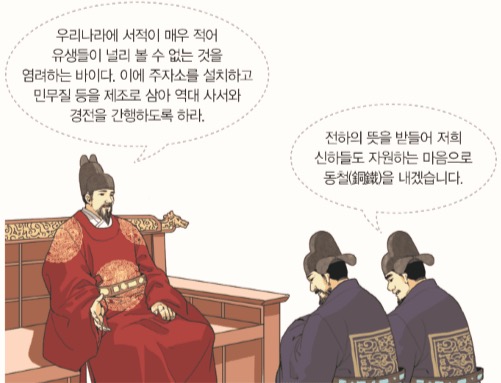 우리나라에 서적이 매우 적어
유생들이 널리 볼 수 없는 것을
염려하는 바이다. 이에 주자소를 설치하고
민무질 등을 제조로 삼아 역대 사서와
경전을 간행하도록 하라.
전하의 뜻을 받들어 저희
신하들도 자원하는 마음으로
동철(銅鐵)을 내겠습니다.